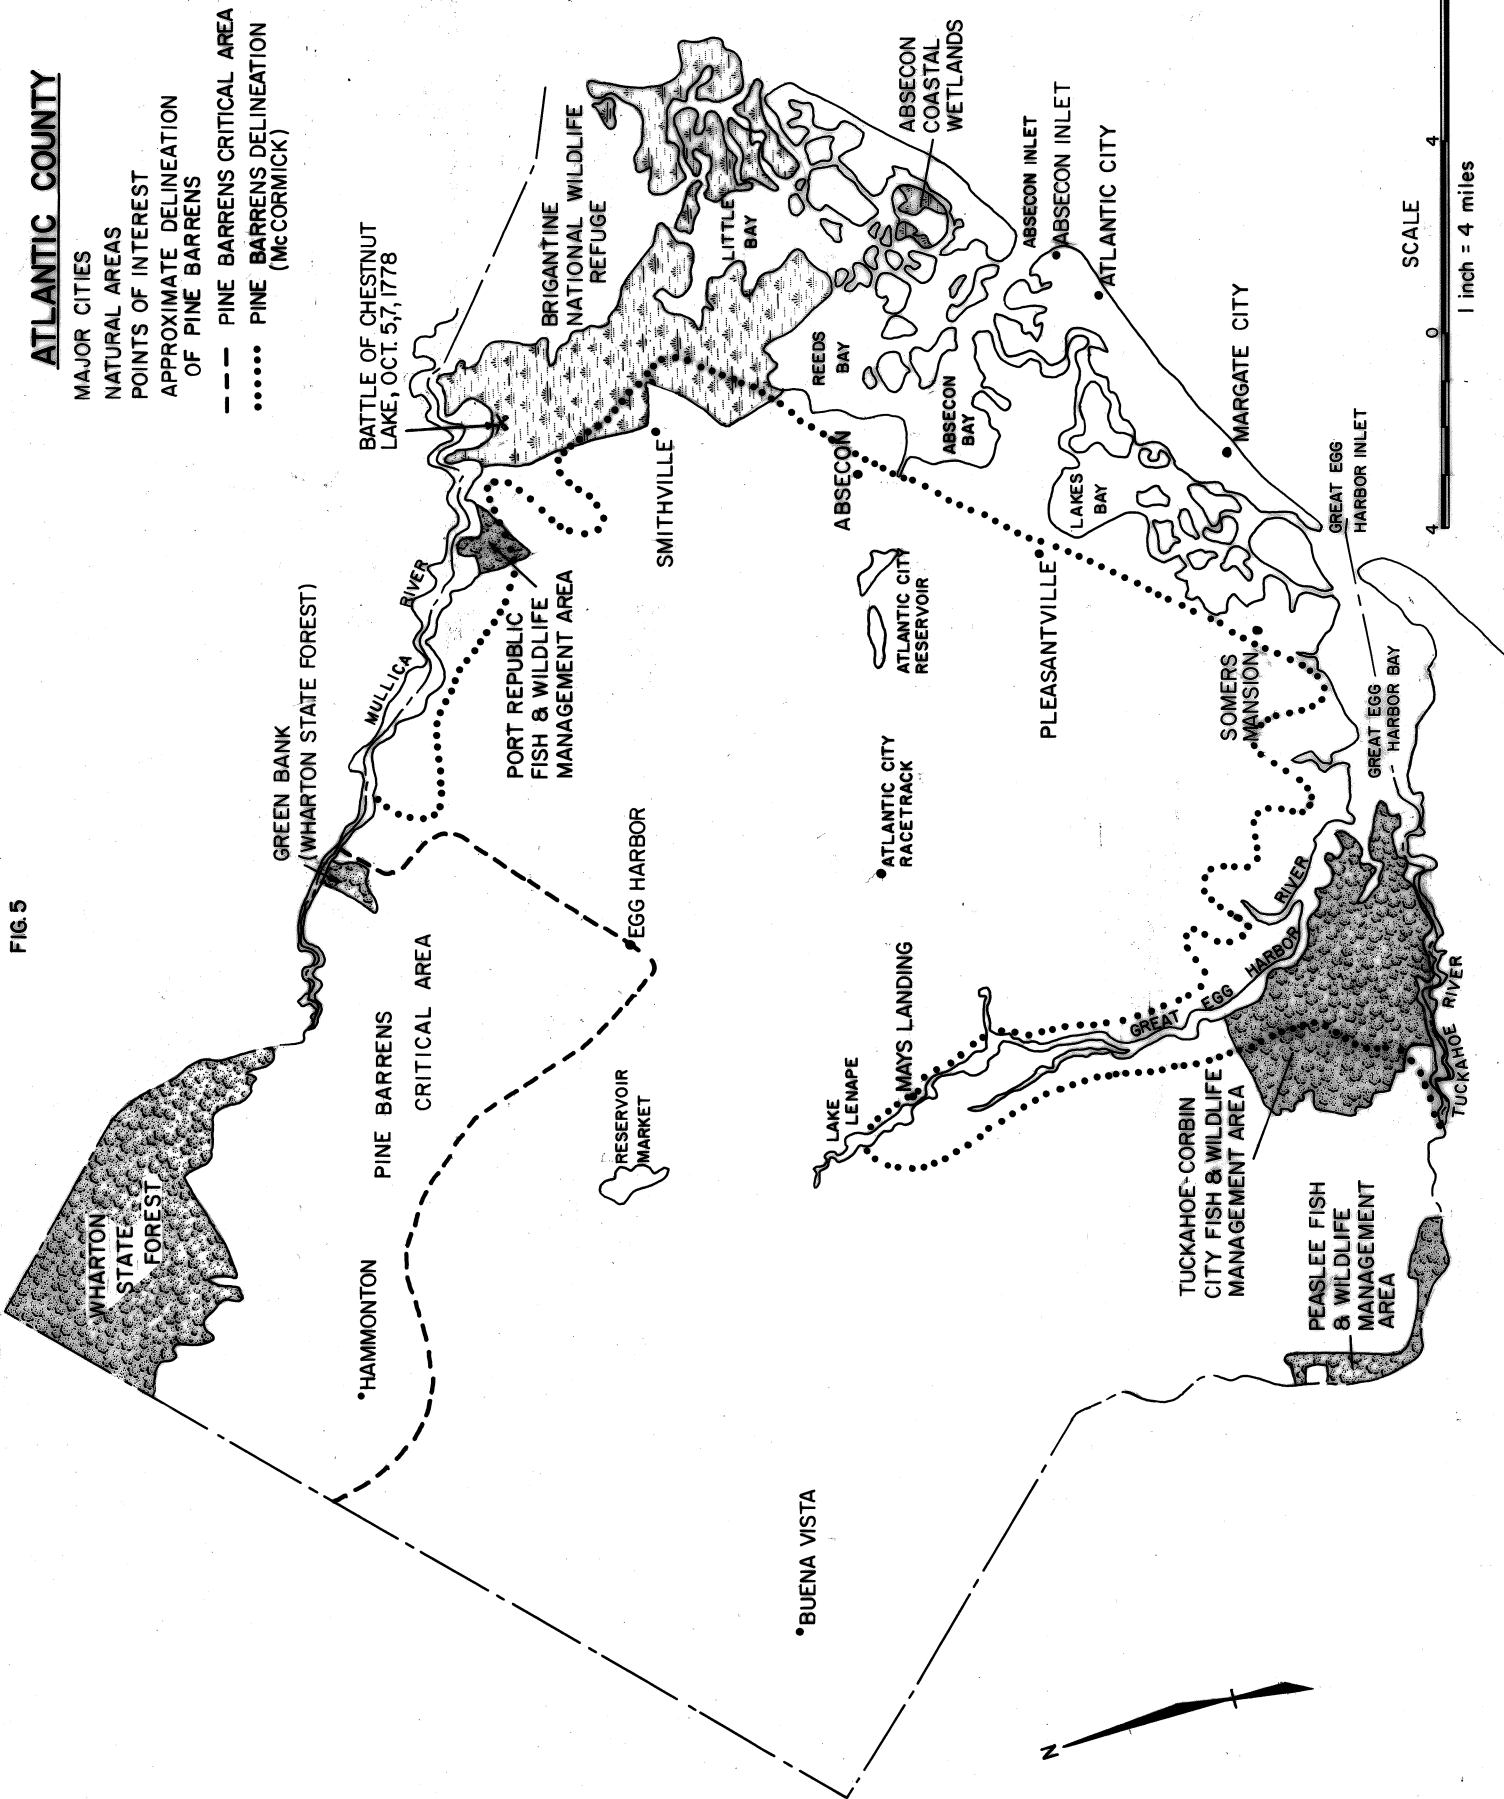 FIG. 5
ATLANTIC COUNTY
MAJOR CITIES
NATURAL AREAS
POINTS OF INTEREST
APPROXIMATE DELINEATION
OF PINE BARRENS
PINE BARRENS CRITICAL AREA
PINE BARRENS DELINEATION
(McCORMICK)
WHARTON
STATE
FOREST
GREEN BANK
(WHARTON STATE FOREST)
MULLICA
RIVER
BATTLE OF CHESTNUT
LAKE, OCT. 5,7,1778
BRIGANTINE
NATIONAL WILDLIFE
REFUGE
HAMMONTON
PINE BARRENS
CRITICAL AREA
PORT REPUBLIC
FISH & WILDLIFE
MANAGEMENT AREA
EGG HARBOR
SMITHVILLE
LITTLE
BAY
RESERVOIR
MARKET
REEDS
BAY
ABSECON
ABSECON
COASTAL
WETLANDS
ABSECON
BAY
ATLANTIC CITY
RESERVOIR
ATLANTIC CITY
RACETRACK
LAKE
LENAPE
MAYS LANDING
BUENA VISTA
ABSECON INLET
ABSECON INLET
ATLANTIC CITY
LAKES
BAY
PLEASANTVILLE
MARGATE CITY
SOMERS
MANSION
GREAT EGG HARBOR RIVER
GREAT EGG
HARBOR INLET
GREAT EGG
HARBOR BAY
TUCKAHOE-CORBIN
CITY FISH & WILDLIFE
MANAGEMENT AREA
TUCKAHOE RIVER
PEASLEE FISH
& WILDLIFE
MANAGEMENT
AREA
N
SCALE
4 0 4
1 inch = 4 miles